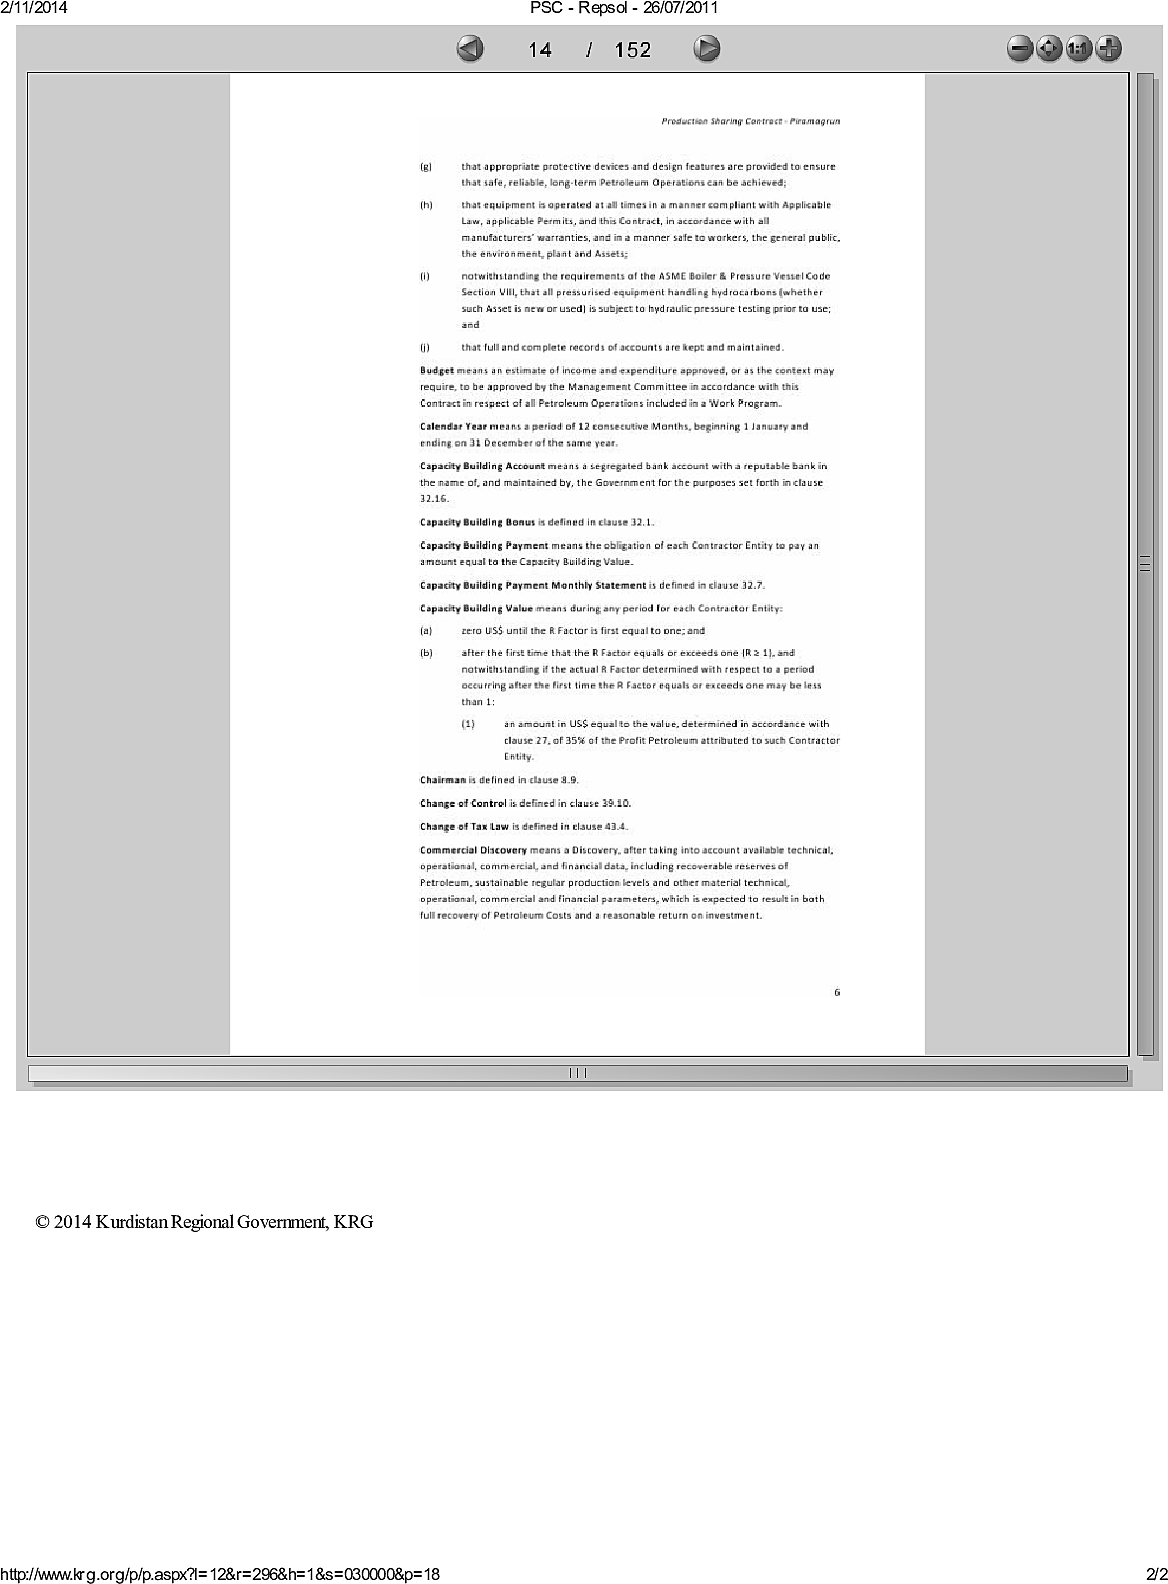 2/11/2014
PSC - Repsol - 26/07/2011
14 / 152
1:1
Production Sharing Contract - Piramagrun
(g) that appropriate protective devices and design features are provided to ensure
that safe, reliable, long-term Petroleum Operations can be achieved;
(h) that equipment is operated at all times in a manner compliant with Applicable
Law, applicable Permits, and this Contract, in accordance with all
manufacturers' warranties, and in a manner safe to workers, the general public,
the environment, plant and Assets;
(i) notwithstanding the requirements of the ASME Boiler & Pressure Vessel Code
Section VIII, that all pressurised equipment handling hydrocarbons (whether
such Asset is new or used) is subject to hydraulic pressure testing prior to use;
and
(j) that full and complete records of accounts are kept and maintained.
Budget means an estimate of income and expenditure approved, or as the context may
require, to be approved by the Management Committee in accordance with this
Contract in respect of all Petroleum Operations included in a Work Program.
Calendar Year means a period of 12 consecutive Months, beginning 1 January and
ending on 31 December of the same year.
Capacity Building Account means a segregated bank account with a reputable bank in
the name of, and maintained by, the Government for the purposes set forth in clause
32.16.
Capacity Building Bonus is defined in clause 32.1.
Capacity Building Payment means the obligation of each Contractor Entity to pay an
amount equal to the Capacity Building Value.
Capacity Building Payment Monthly Statement is defined in clause 32.7.
Capacity Building Value means during any period for each Contractor Entity:
(a) zero US$ until the R Factor is first equal to one; and
(b) after the first time that the R Factor equals or exceeds one (R ≥ 1), and
notwithstanding if the actual R Factor determined with respect to a period
occurring after the first time the R Factor equals or exceeds one may be less
than 1:
(1) an amount in US$ equal to the value, determined in accordance with
clause 27, of 35% of the Profit Petroleum attributed to such Contractor
Entity.
Chairman is defined in clause 8.9.
Change of Control is defined in clause 39.10.
Change of Tax Law is defined in clause 43.4.
Commercial Discovery means a Discovery, after taking into account available technical,
operational, commercial, and financial data, including recoverable reserves of
Petroleum, sustainable regular production levels and other material technical,
operational, commercial and financial parameters, which is expected to result in both
full recovery of Petroleum Costs and a reasonable return on investment.
6
© 2014 Kurdistan Regional Government, KRG
http://www.krg.org/p/p.aspx?l=12&r=296&h=1&s=030000&p=18
2/2